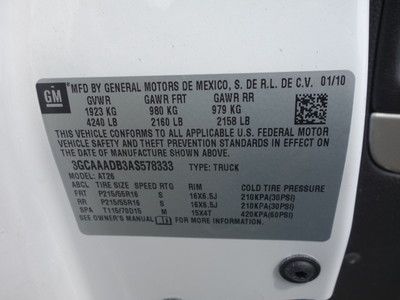 GM
MFD BY GENERAL MOTORS DE MEXICO, S. DE R.L. DE C.V. 01/10
GVWR GAWR FRT GAWR RR
1923 KG 980 KG 979 KG
4240 LB 2160 LB 2158 LB
THIS VEHICLE CONFORMS TO ALL APPLICABLE U.S. FEDERAL MOTOR
VEHICLE SAFETY AND THEFT PREVENTION STANDARDS IN EFFECT ON
THE DATE OF MANUFACTURE SHOWN ABOVE.
3GCAAADB3AS578333 TYPE: TRUCK
MODEL: AT26
TIRE SIZE SPEED RTG RIM COLD TIRE PRESSURE
FRT P215/55R16 S 16X6.5J 210KPA(30PSI)
RR P215/55R16 S 16X6.5J 210KPA(30PSI)
SPA T115/70D15 M 15X4T 420KPA(60PSI)
SEE OWNER'S MANUAL FOR MORE INFORMATION.